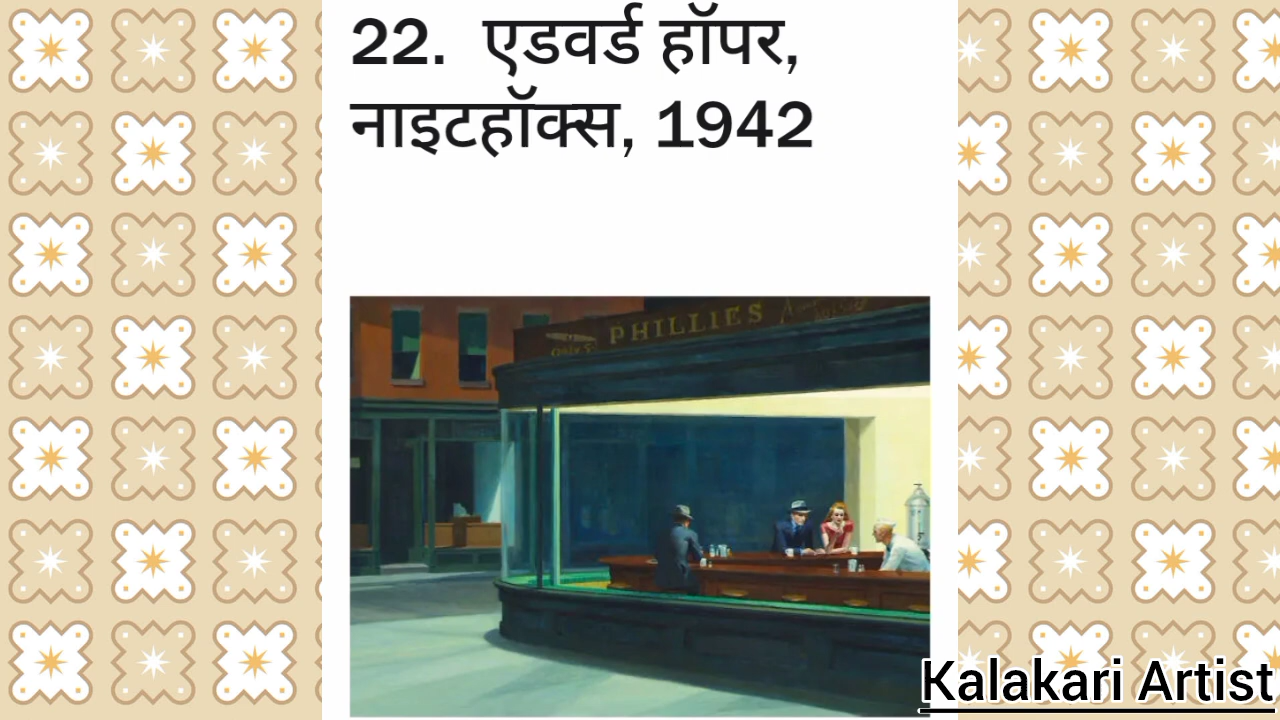 22. एडवर्ड हॉपर,
नाइटहॉक्स, 1942
PHILLIES
Kalakari Artist